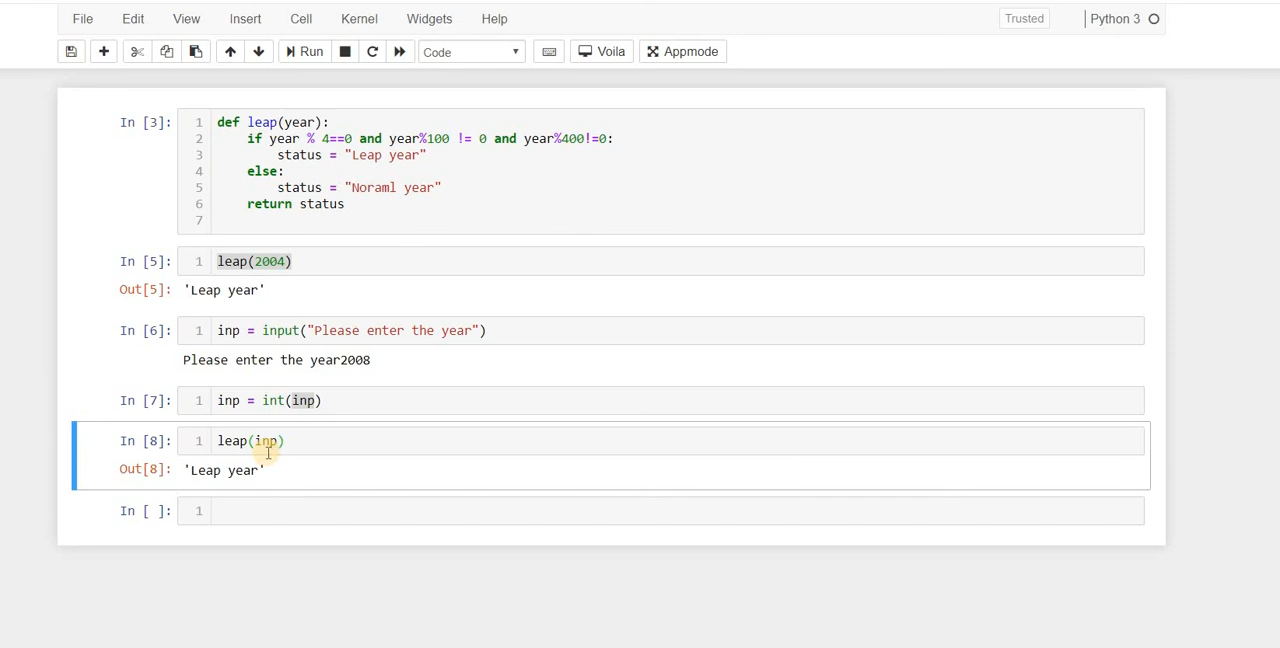 File Edit View Insert Cell Kernel Widgets Help Trusted Python 3
Run Code Voila Appmode
In [3]: 1 def leap(year):
2 if year % 4==0 and year%100 != 0 and year%400!=0:
3 status = "Leap year"
4 else:
5 status = "Noraml year"
6 return status
7
In [5]: 1 leap(2004)
Out[5]: 'Leap year'
In [6]: 1 inp = input("Please enter the year")
Please enter the year2008
In [7]: 1 inp = int(inp)
In [8]: 1 leap(inp)
Out[8]: 'Leap year'
In [ ]: 1